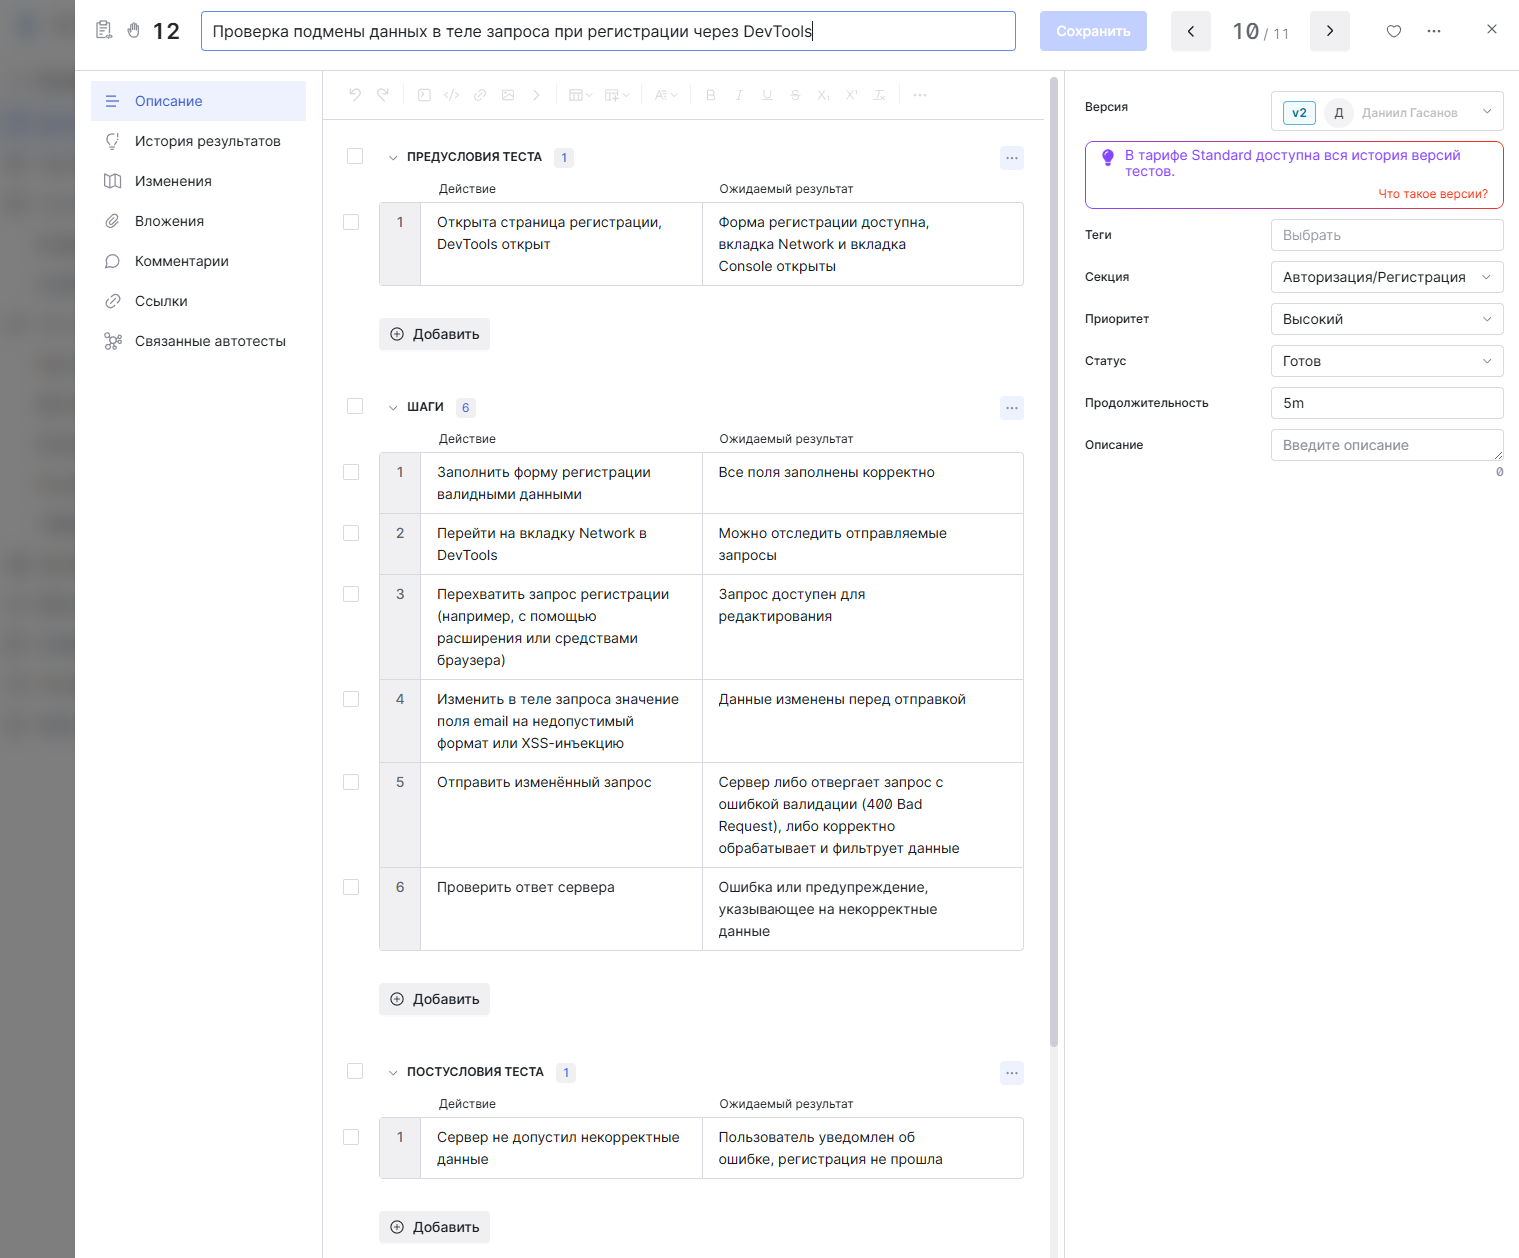 12
Проверка подмены данных в теле запроса при регистрации через DevTools
Сохранить
10 / 11
Описание
История результатов
Изменения
Вложения
Комментарии
Ссылки
Связанные автотесты
ПРЕДУСЛОВИЯ ТЕСТА 1
Действие
Ожидаемый результат
1
Открыта страница регистрации,
DevTools открыт
Форма регистрации доступна,
вкладка Network и вкладка
Console открыты
Добавить
ШАГИ 6
Действие
Ожидаемый результат
1
Заполнить форму регистрации
валидными данными
Все поля заполнены корректно
2
Перейти на вкладку Network в
DevTools
Можно отследить отправляемые
запросы
3
Перехватить запрос регистрации
(например, с помощью
расширения или средствами
браузера)
Запрос доступен для
редактирования
4
Изменить в теле запроса значение
поля email на недопустимый
формат или XSS-инъекцию
Данные изменены перед отправкой
5
Отправить изменённый запрос
Сервер либо отвергает запрос с
ошибкой валидации (400 Bad
Request), либо корректно
обрабатывает и фильтрует данные
6
Проверить ответ сервера
Ошибка или предупреждение,
указывающее на некорректные
данные
Добавить
ПОСТУСЛОВИЯ ТЕСТА 1
Действие
Ожидаемый результат
1
Сервер не допустил некорректные
данные
Пользователь уведомлен об
ошибке, регистрация не прошла
Добавить
Версия
v2 Д Даниил Гасанов
В тарифе Standard доступна вся история версий
тестов.
Что такое версии?
Теги
Выбрать
Секция
Авторизация/Регистрация
Приоритет
Высокий
Статус
Готов
Продолжительность
5m
Описание
Введите описание
0